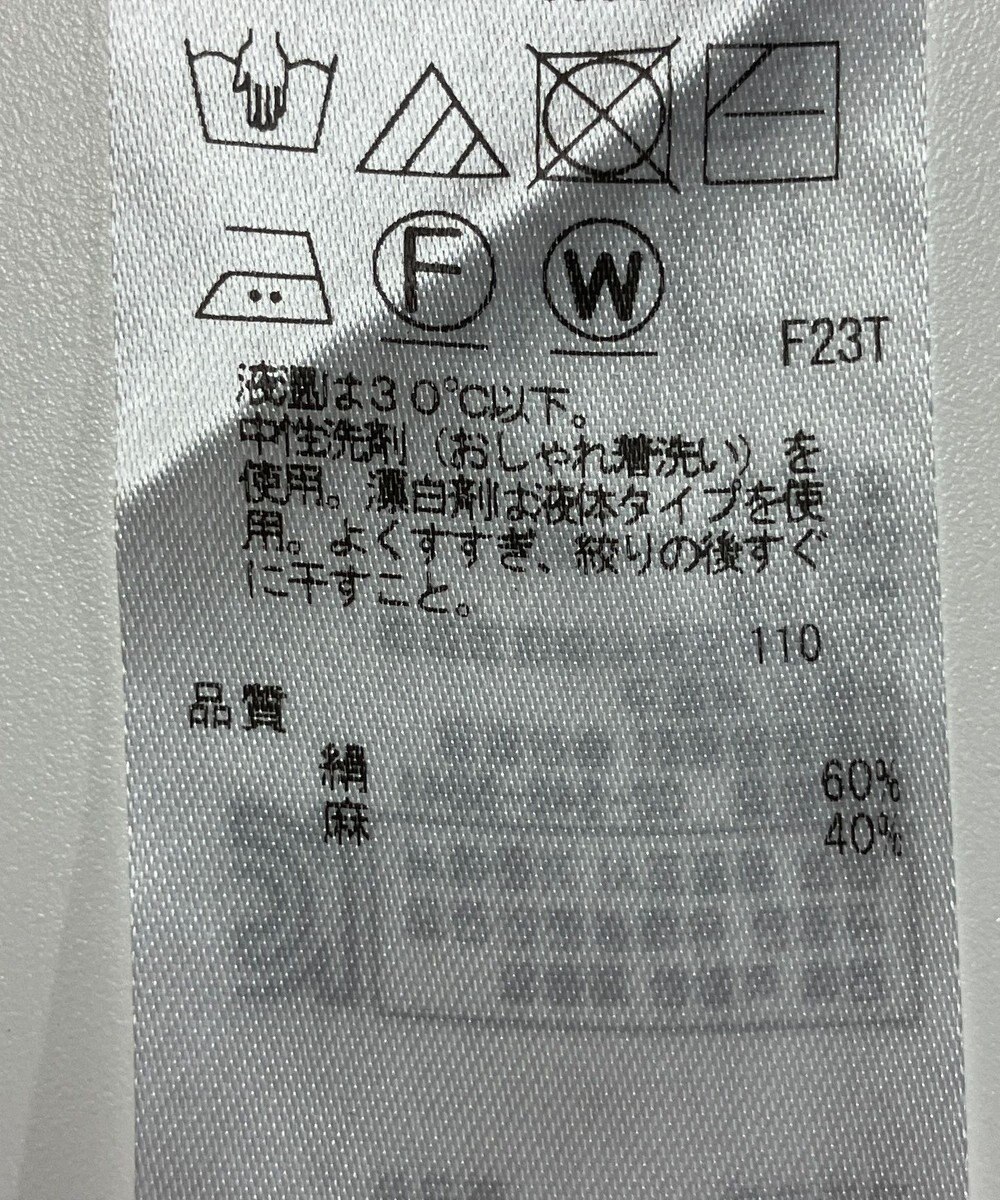 F
W
F23T
液温は30℃以下。
中性洗剤(おしゃれ着洗い)を
使用。漂白剤は液体タイプを使
用。よくすすぎ、絞りの後すぐ
に干すこと。
110
品質
絹 60%
麻 40%